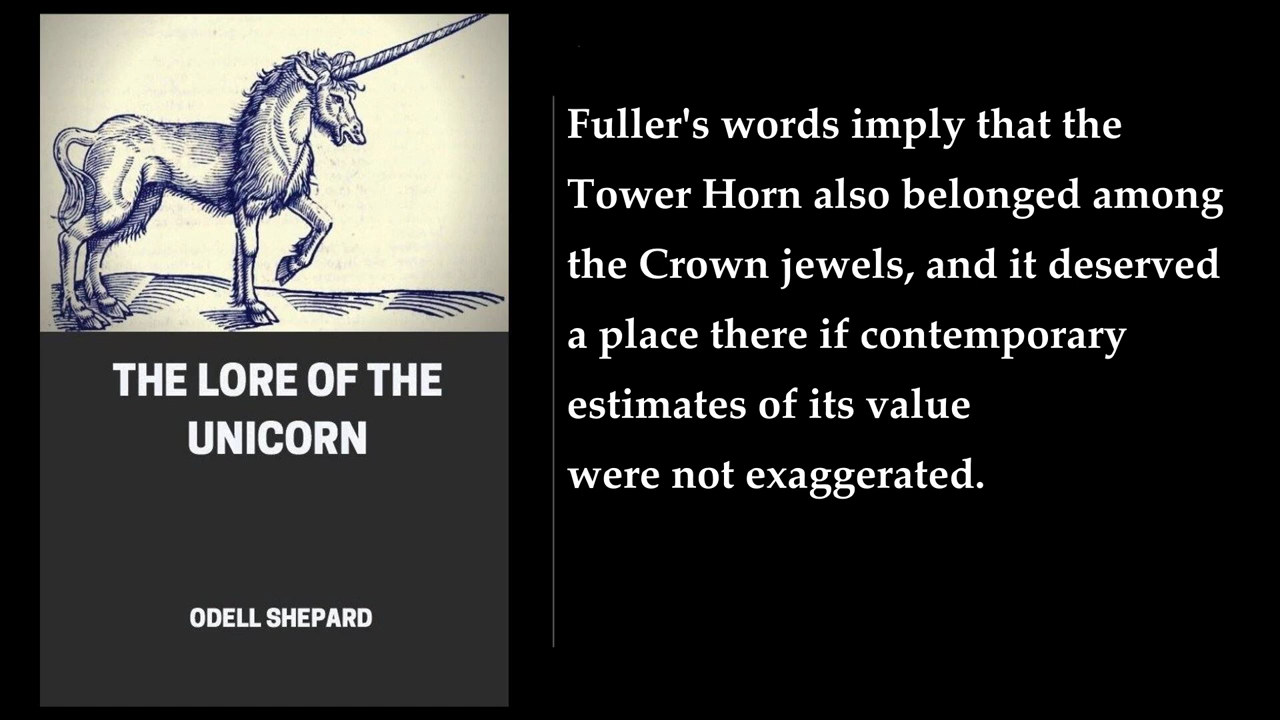 THE LORE OF THE
UNICORN
ODELL SHEPARD
Fuller's words imply that the
Tower Horn also belonged among
the Crown jewels, and it deserved
a place there if contemporary
estimates of its value
were not exaggerated.